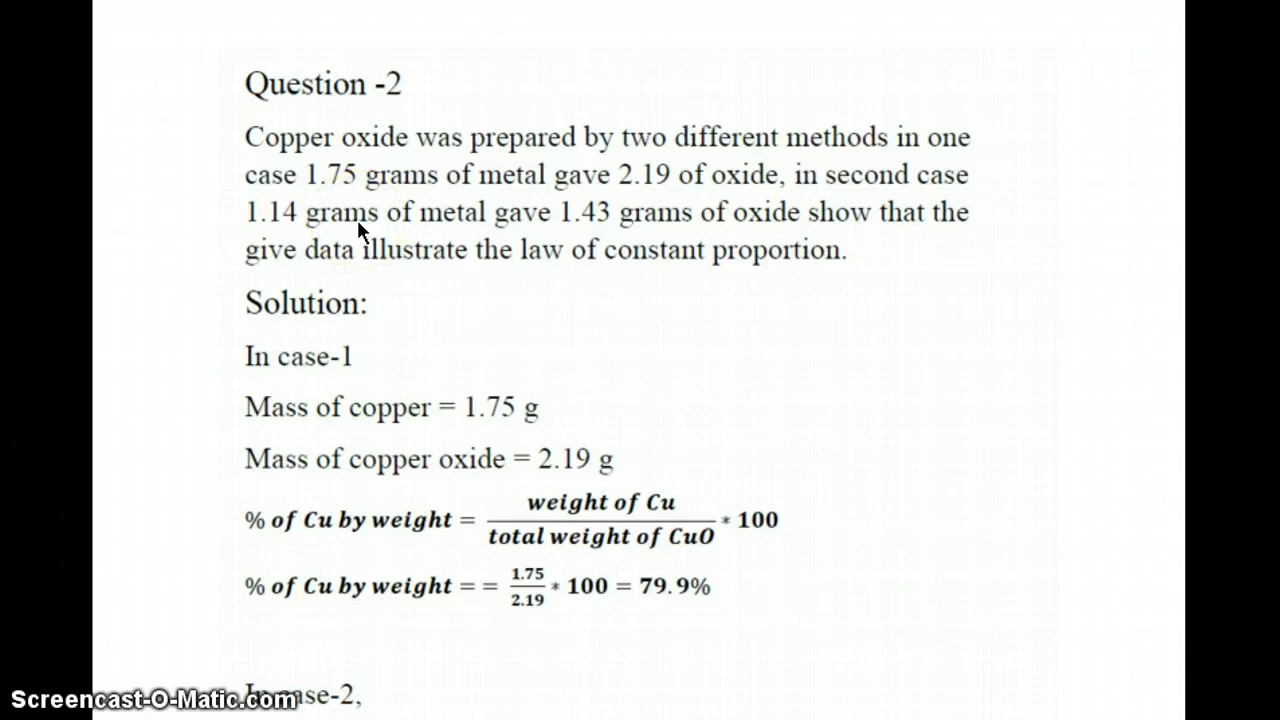 Question -2
Copper oxide was prepared by two different methods in one
case 1.75 grams of metal gave 2.19 of oxide, in second case
1.14 grams of metal gave 1.43 grams of oxide show that the
give data illustrate the law of constant proportion.
Solution:
In case-1
Mass of copper = 1.75 g
Mass of copper oxide = 2.19 g
% of Cu by weight = weight of Cu / total weight of CuO * 100
% of Cu by weight = = 1.75 / 2.19 * 100 = 79.9%
In case-2,
Screencast-O-Matic.com